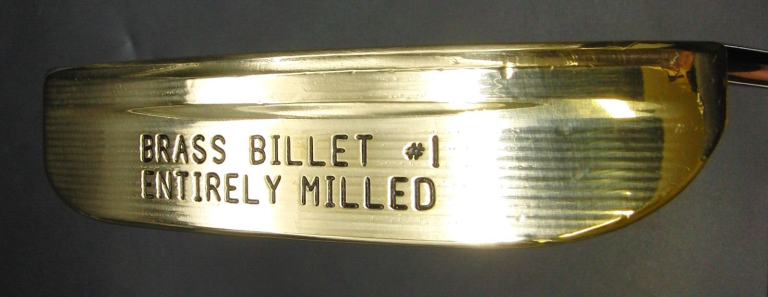 BRASS BILLET #1
ENTIRELY MILLED